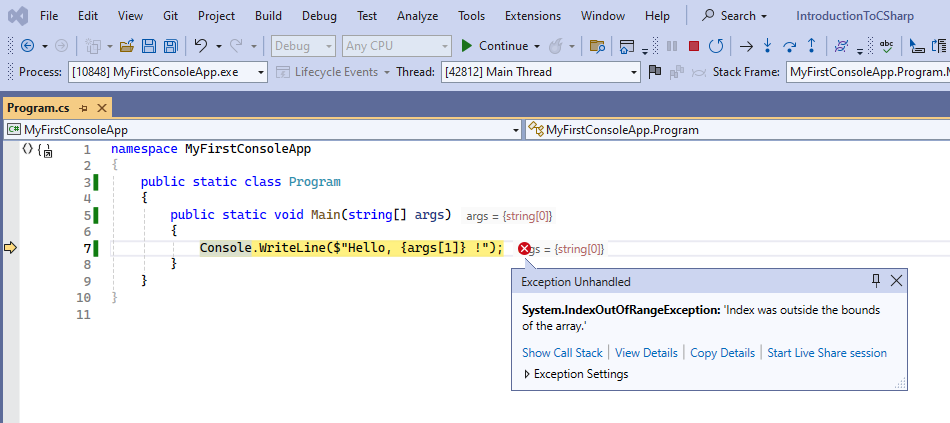 File Edit View Git Project Build Debug Test Analyze Tools Extensions Window Help Search IntroductionToCSharp
Debug Any CPU Continue abc
Process: [10848] MyFirstConsoleApp.exe Lifecycle Events Thread: [42812] Main Thread Stack Frame: MyFirstConsoleApp.Program.M
Program.cs
C# MyFirstConsoleApp MyFirstConsoleApp.Program
1 namespace MyFirstConsoleApp
2 {
3 public static class Program
4 {
5 public static void Main(string[] args) args = {string[0]}
6 {
7 Console.WriteLine($"Hello, {args[1]} !"); gs = {string[0]}
8 }
9 }
10 }
11
Exception Unhandled
System.IndexOutOfRangeException: 'Index was outside the bounds
of the array.'
Show Call Stack | View Details | Copy Details | Start Live Share session
Exception Settings